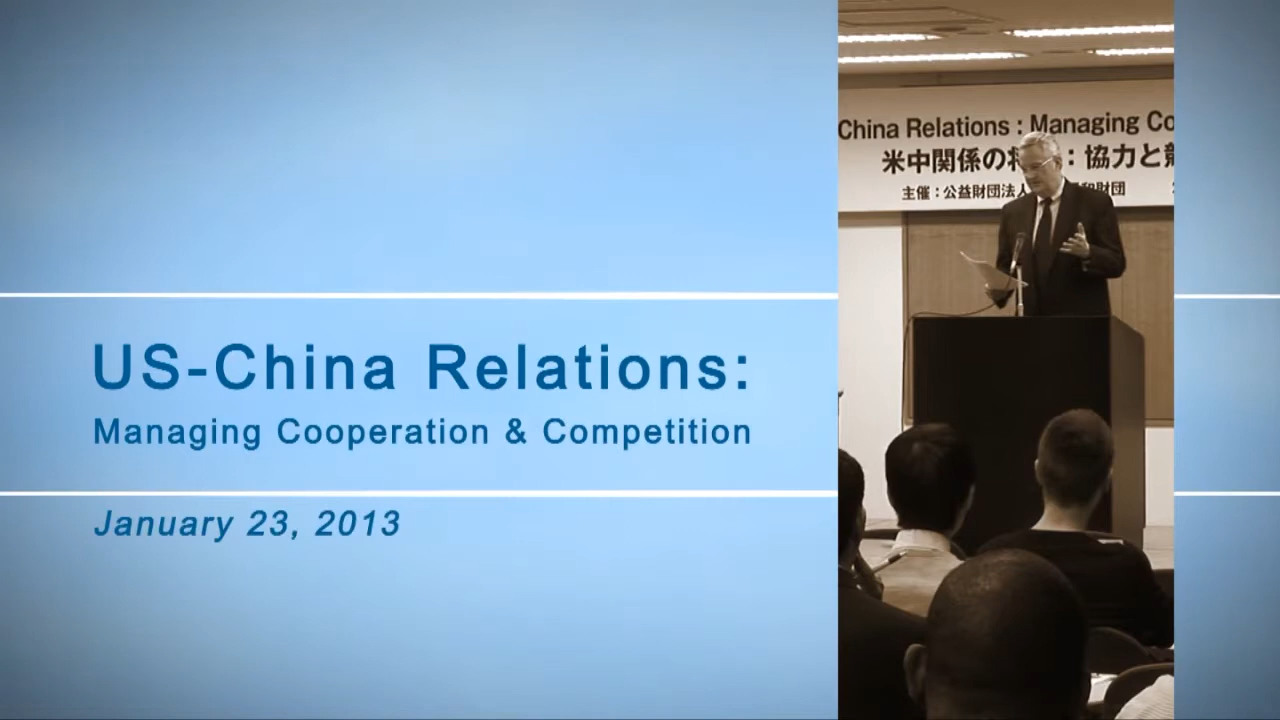 US-China Relations:
Managing Cooperation & Competition
January 23, 2013
China Relations : Managing Co
米中関係の : 協力と
主催:公益財団法人 和財団